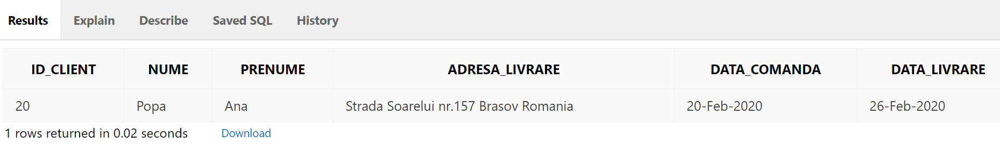 Results Explain Describe Saved SQL History
ID_CLIENT NUME PRENUME ADRESA_LIVRARE DATA_COMANDA DATA_LIVRARE
20 Popa Ana Strada Soarelui nr.157 Brasov Romania 20-Feb-2020 26-Feb-2020
1 rows returned in 0.02 seconds Download